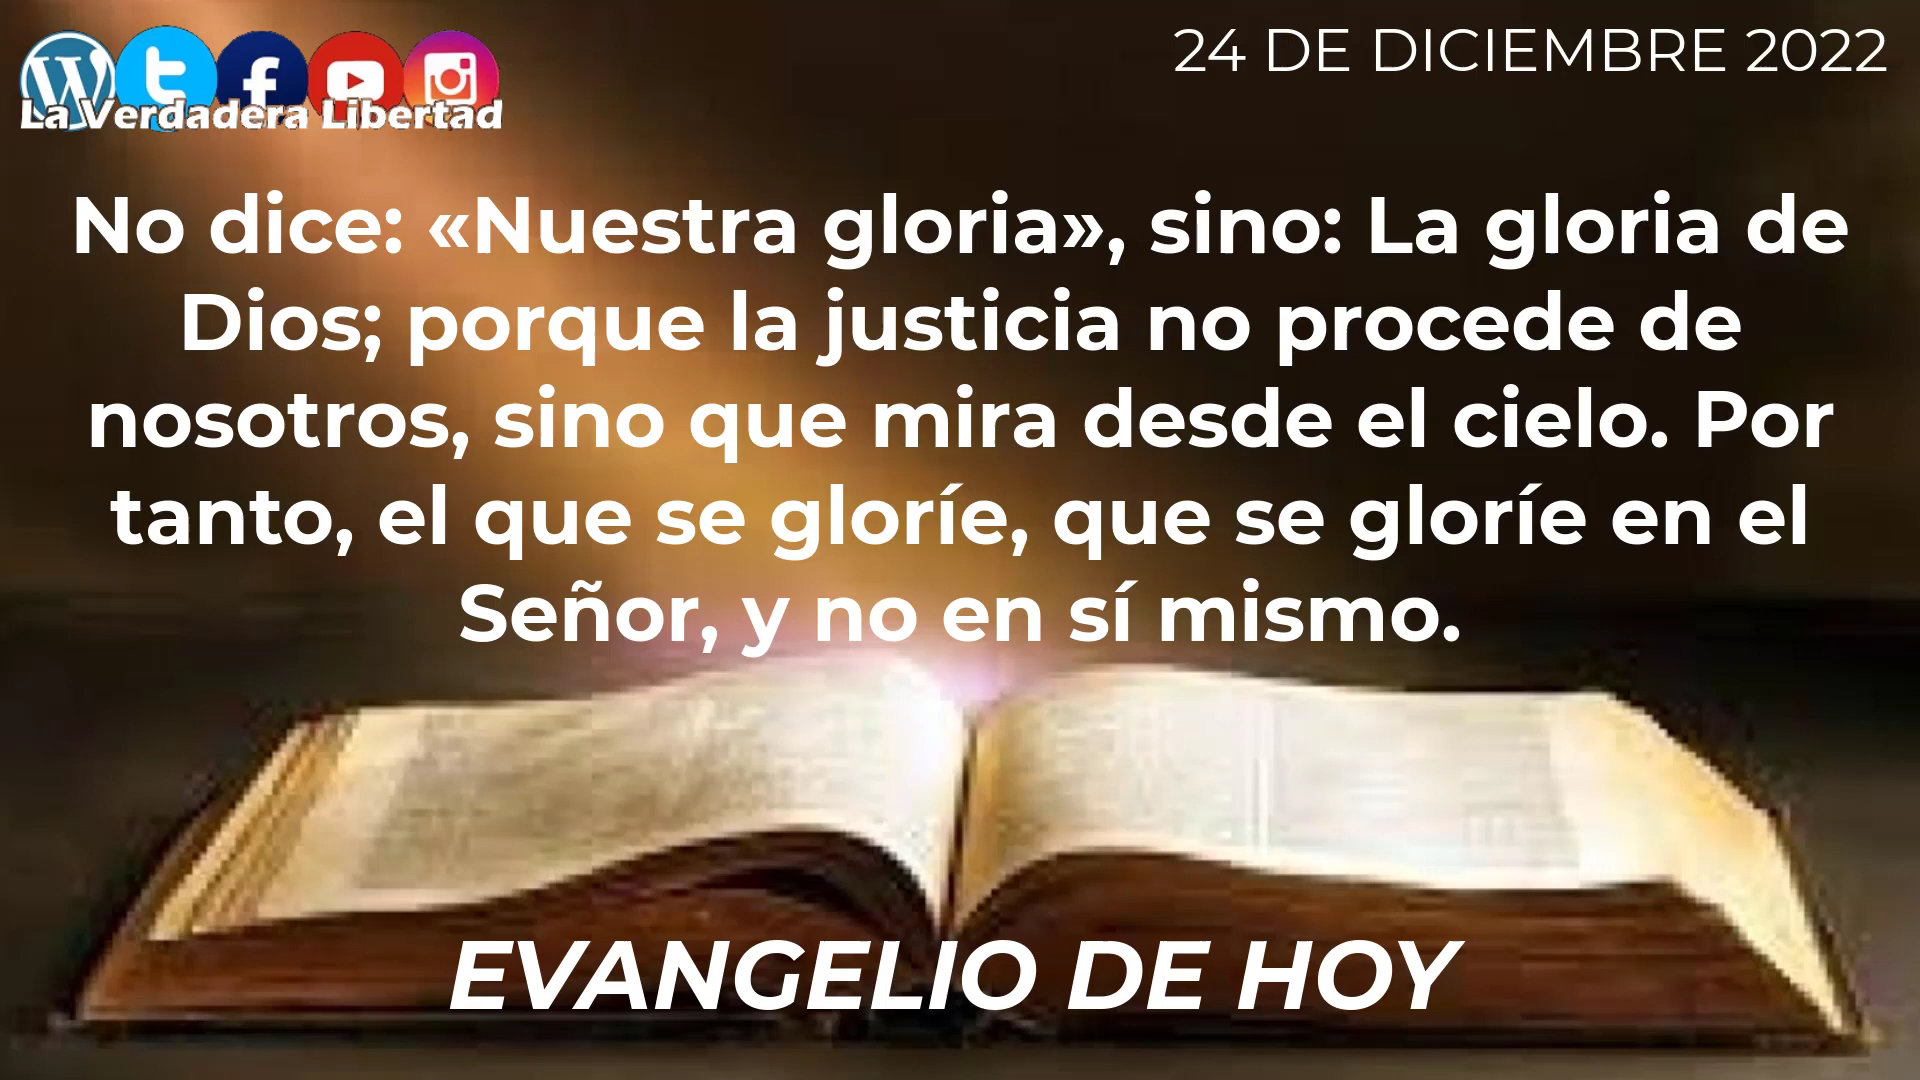 24 DE DICIEMBRE 2022
La Verdadera Libertad
No dice: «Nuestra gloria», sino: La gloria de
Dios; porque la justicia no procede de
nosotros, sino que mira desde el cielo. Por
tanto, el que se gloríe, que se gloríe en el
Señor, y no en sí mismo.
EVANGELIO DE HOY